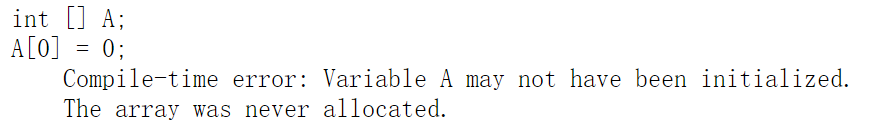 int [] A;
A[0] = 0;
Compile-time error: Variable A may not have been initialized.
The array was never allocated.